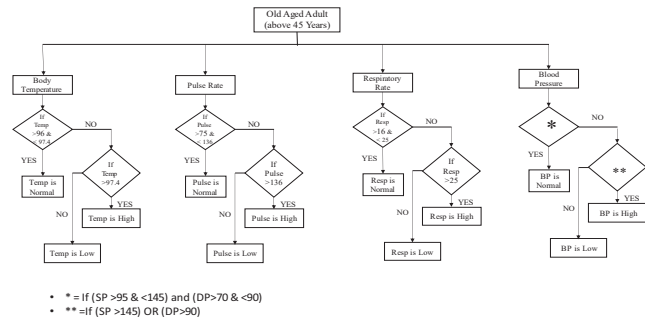 Old Aged Adult
(above 45 Years)
Body
Temperature
Pulse Rate
Respiratory
Rate
Blood
Pressure
If
Temp
>96 &
< 97.4
NO
If
Pulse
>75 &
< 136
NO
If
Resp
>16 &
< 25
NO
*
NO
YES
If
Temp
>97.4
YES
If
Pulse
>136
YES
If
Resp
>25
YES
**
Temp is
Normal
Pulse is
Normal
Resp is
Normal
BP is
Normal
NO
YES
NO
YES
NO
YES
NO
YES
Temp is High
Pulse is High
Resp is High
BP is High
Temp is Low
Pulse is Low
Resp is Low
BP is Low
• * = If (SP >95 & <145) and (DP>70 & <90)
• ** =If (SP >145) OR (DP>90)